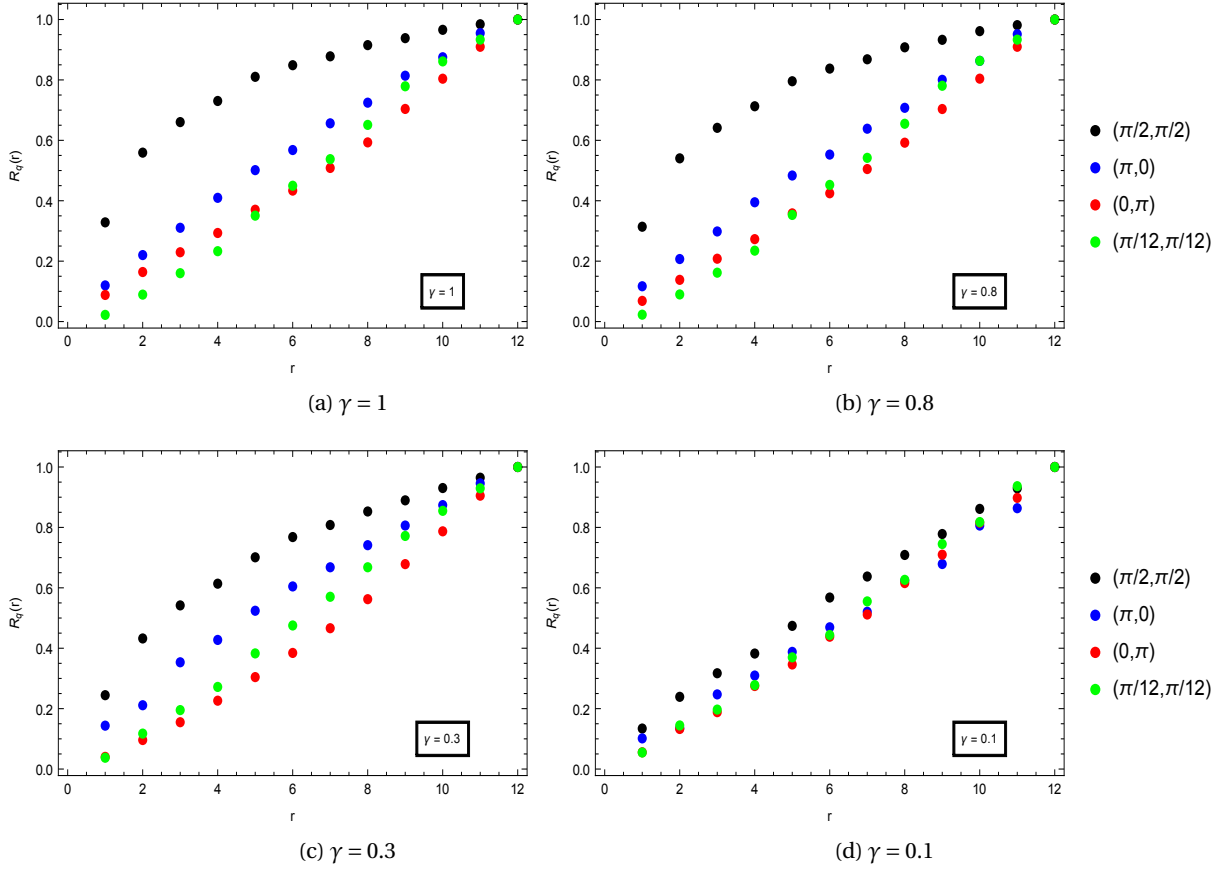 1.0
0.8
0.6
0.4
0.2
0.0
R_q(r)
γ = 1
0 2 4 6 8 10 12
r
(a) γ = 1
1.0
0.8
0.6
0.4
0.2
0.0
R_q(r)
γ = 0.8
0 2 4 6 8 10 12
r
(b) γ = 0.8
(π/2,π/2)
(π,0)
(0,π)
(π/12,π/12)
1.0
0.8
0.6
0.4
0.2
0.0
R_q(r)
γ = 0.3
0 2 4 6 8 10 12
r
(c) γ = 0.3
1.0
0.8
0.6
0.4
0.2
0.0
R_q(r)
γ = 0.1
0 2 4 6 8 10 12
r
(d) γ = 0.1
(π/2,π/2)
(π,0)
(0,π)
(π/12,π/12)